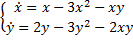 ẋ = x − 3x² − xy
ẏ = 2y − 3y² − 2xy